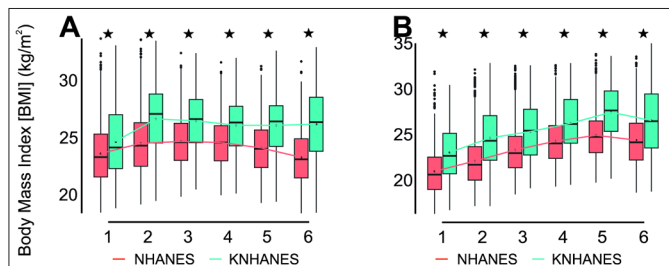 A
B
Body Mass Index [BMI] (kg/m²)
30
25
20
35
30
25
20
1 2 3 4 5 6
1 2 3 4 5 6
NHANES KNHANES
NHANES KNHANES